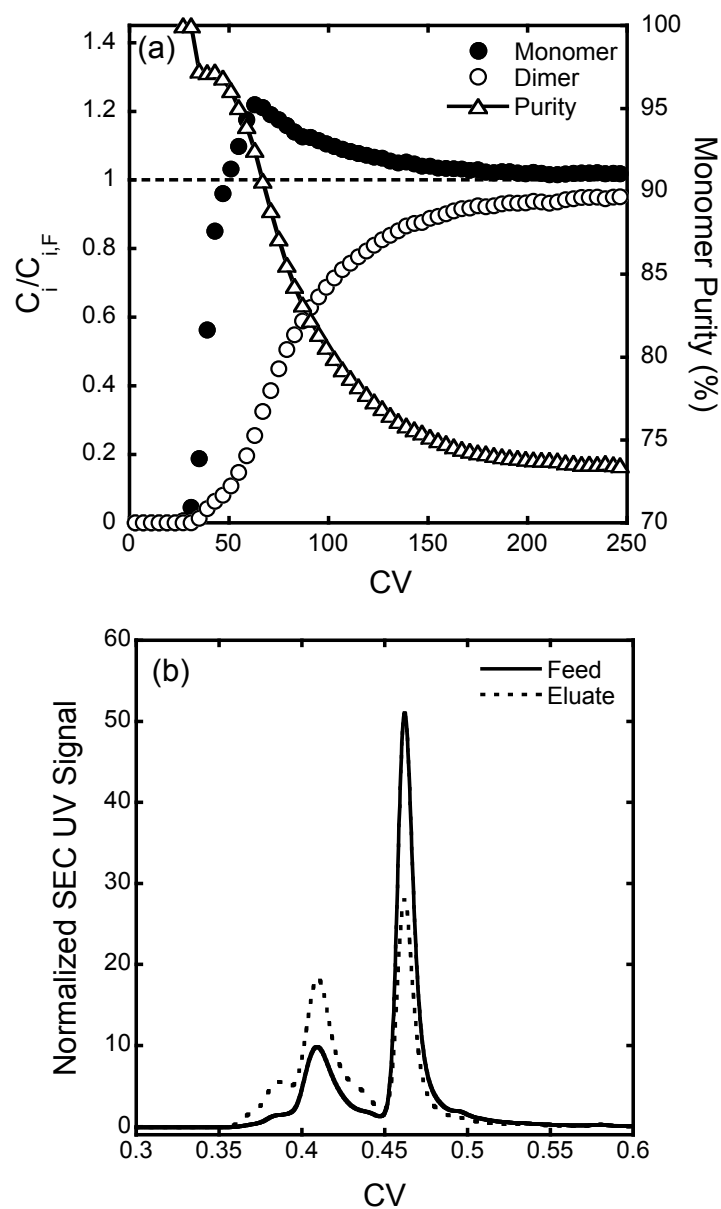 (a)
Monomer
Dimer
Purity
1.4
1.2
1
0.8
0.6
0.4
0.2
0
C_i/C_{i,F}
100
95
90
85
80
75
70
Monomer Purity (%)
0 50 100 150 200 250
CV
(b)
Feed
Eluate
60
50
40
30
20
10
0
Normalized SEC UV Signal
0.3 0.35 0.4 0.45 0.5 0.55 0.6
CV